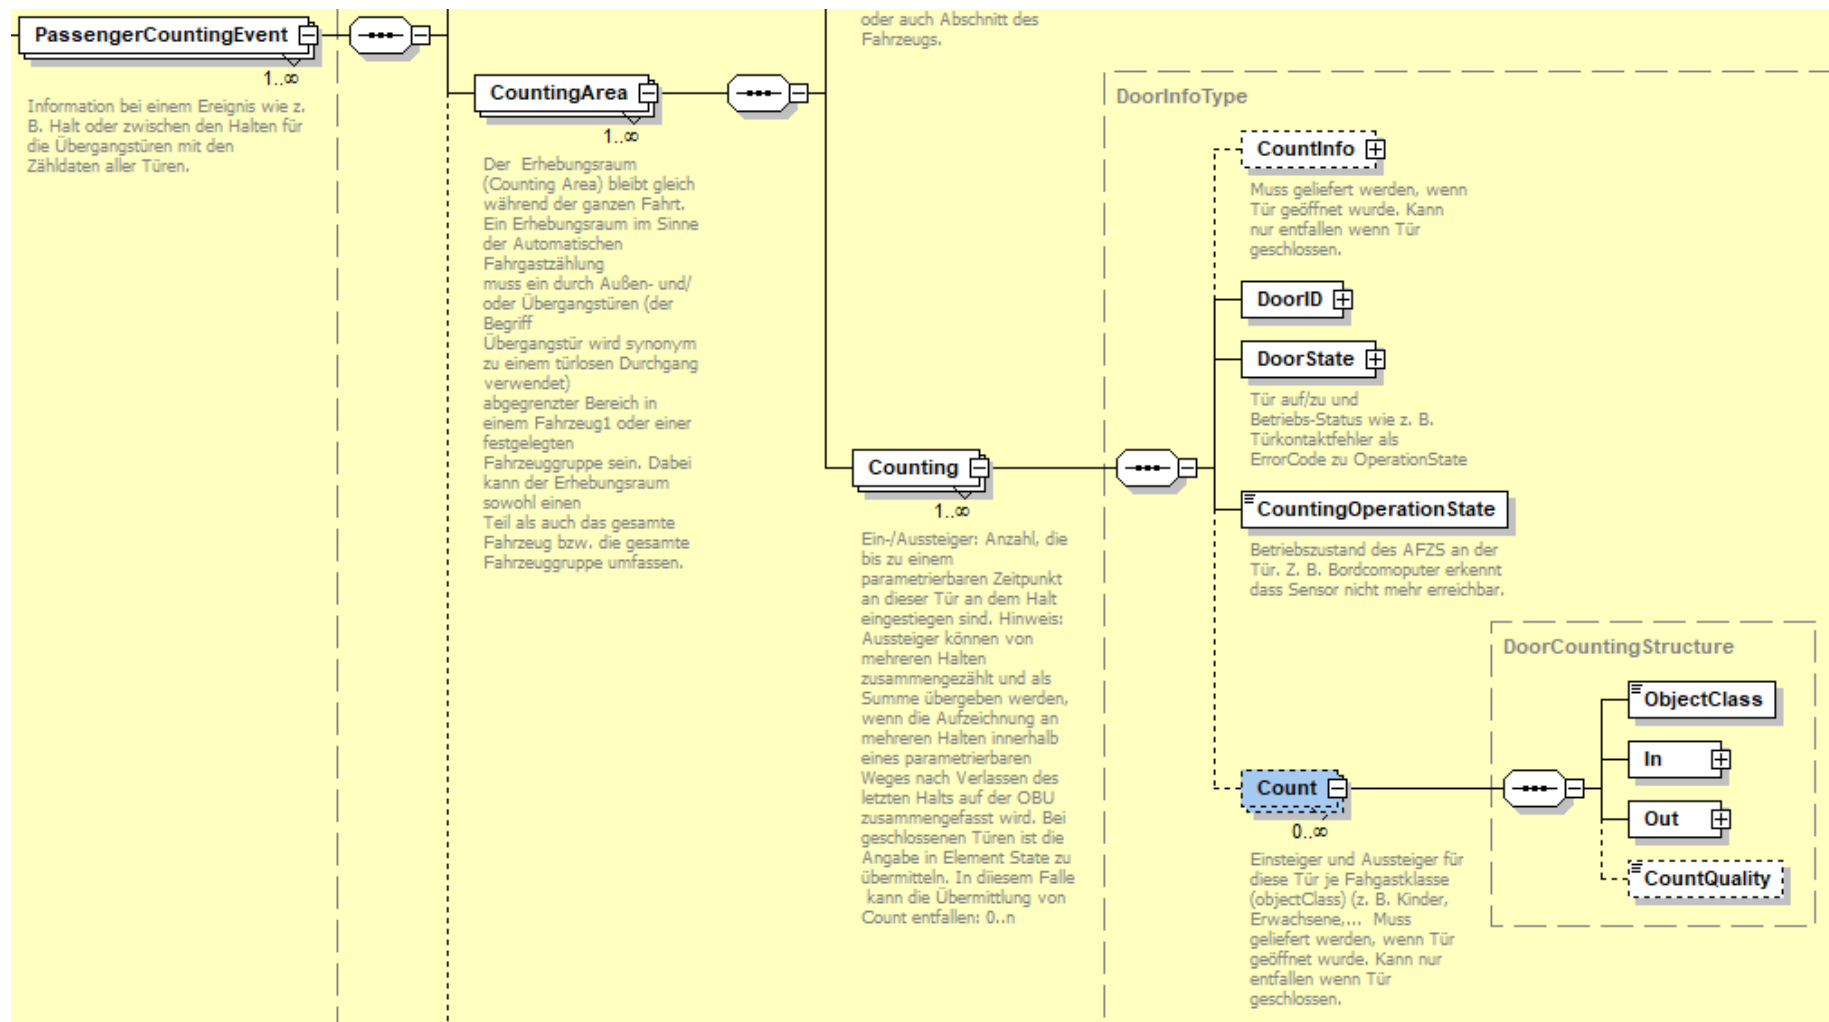 PassengerCountingEvent
1..∞
Information bei einem Ereignis wie z.
B. Halt oder zwischen den Halten für
die Übergangstüren mit den
Zähldaten aller Türen.
CountingArea
1..∞
Der  Erhebungsraum
(Counting Area) bleibt gleich
während der ganzen Fahrt.
Ein Erhebungsraum im Sinne
der Automatischen
Fahrgastzählung
muss ein durch Außen- und/
oder Übergangstüren (der
Begriff
Übergangstür wird synonym
zu einem türlosen Durchgang
verwendet)
abgegrenzter Bereich in
einem Fahrzeug1 oder einer
festgelegten
Fahrzeuggruppe sein. Dabei
kann der Erhebungsraum
sowohl einen
Teil als auch das gesamte
Fahrzeug bzw. die gesamte
Fahrzeuggruppe umfassen.
oder auch Abschnitt des
Fahrzeugs.
Counting
1..∞
Ein-/Aussteiger: Anzahl, die
bis zu einem
parametrierbaren Zeitpunkt
an dieser Tür an dem Halt
eingestiegen sind. Hinweis:
Aussteiger können von
mehreren Halten
zusammengezählt und als
Summe übergeben werden,
wenn die Aufzeichnung an
mehreren Halten innerhalb
eines parametrierbaren
Weges nach Verlassen des
letzten Halts auf der OBU
zusammengefasst wird. Bei
geschlossenen Türen ist die
Angabe in Element State zu
übermitteln. In diiesem Falle
kann die Übermittlung von
Count entfallen: 0..n
DoorInfoType
CountInfo
Muss geliefert werden, wenn
Tür geöffnet wurde. Kann
nur entfallen wenn Tür
geschlossen.
DoorID
DoorState
Tür auf/zu und
Betriebs-Status wie z. B.
Türkontaktfehler als
ErrorCode zu OperationState
CountingOperationState
Betriebszustand des AFZS an der
Tür. Z. B. Bordcomoputer erkennt
dass Sensor nicht mehr erreichbar.
Count
0..∞
Einsteiger und Aussteiger für
diese Tür je Fahgastklasse
(objectClass) (z. B. Kinder,
Erwachsene,...  Muss
geliefert werden, wenn Tür
geöffnet wurde. Kann nur
entfallen wenn Tür
geschlossen.
DoorCountingStructure
ObjectClass
In
Out
CountQuality